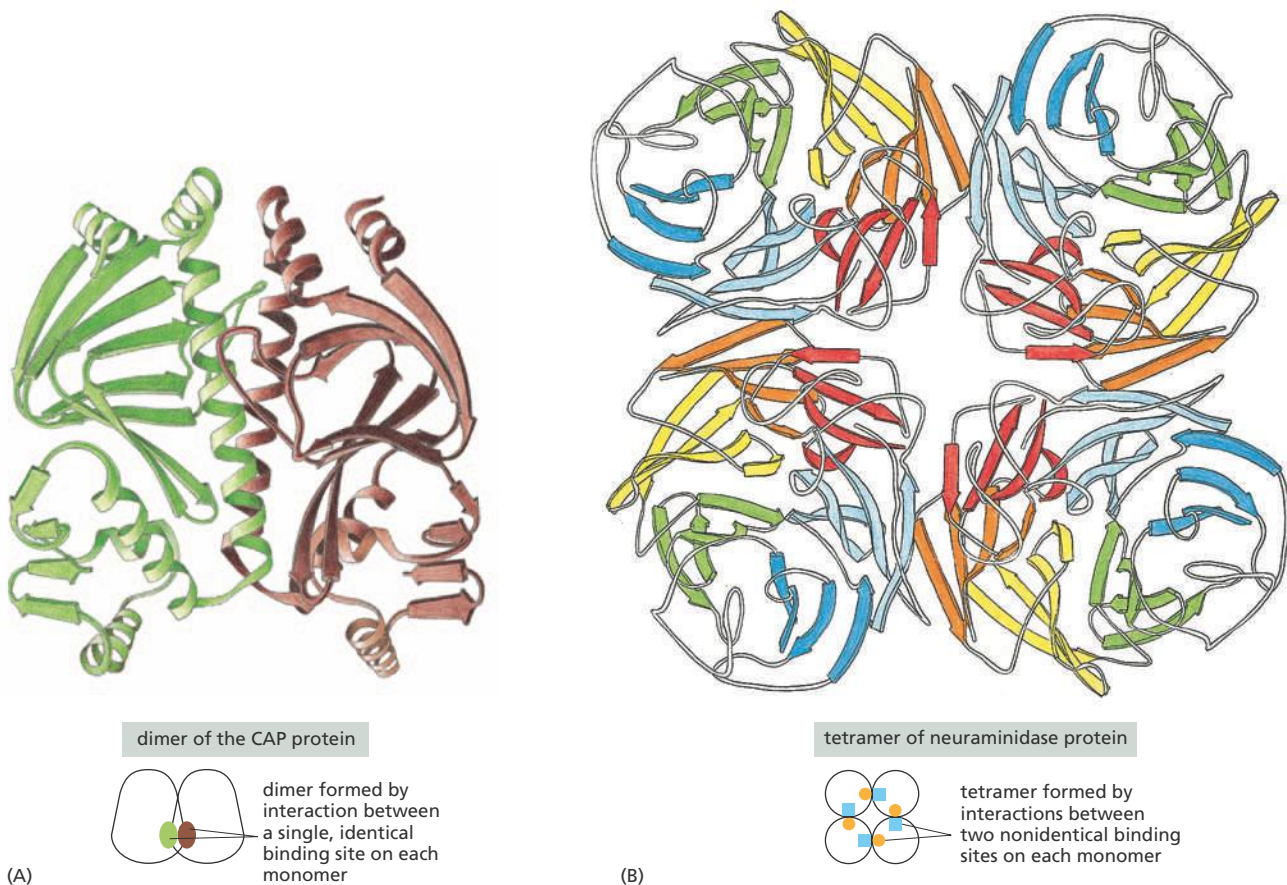 dimer of the CAP protein
dimer formed by
interaction between
a single, identical
binding site on each
monomer
(A)
tetramer of neuraminidase protein
tetramer formed by
interactions between
two nonidentical binding
sites on each monomer
(B)